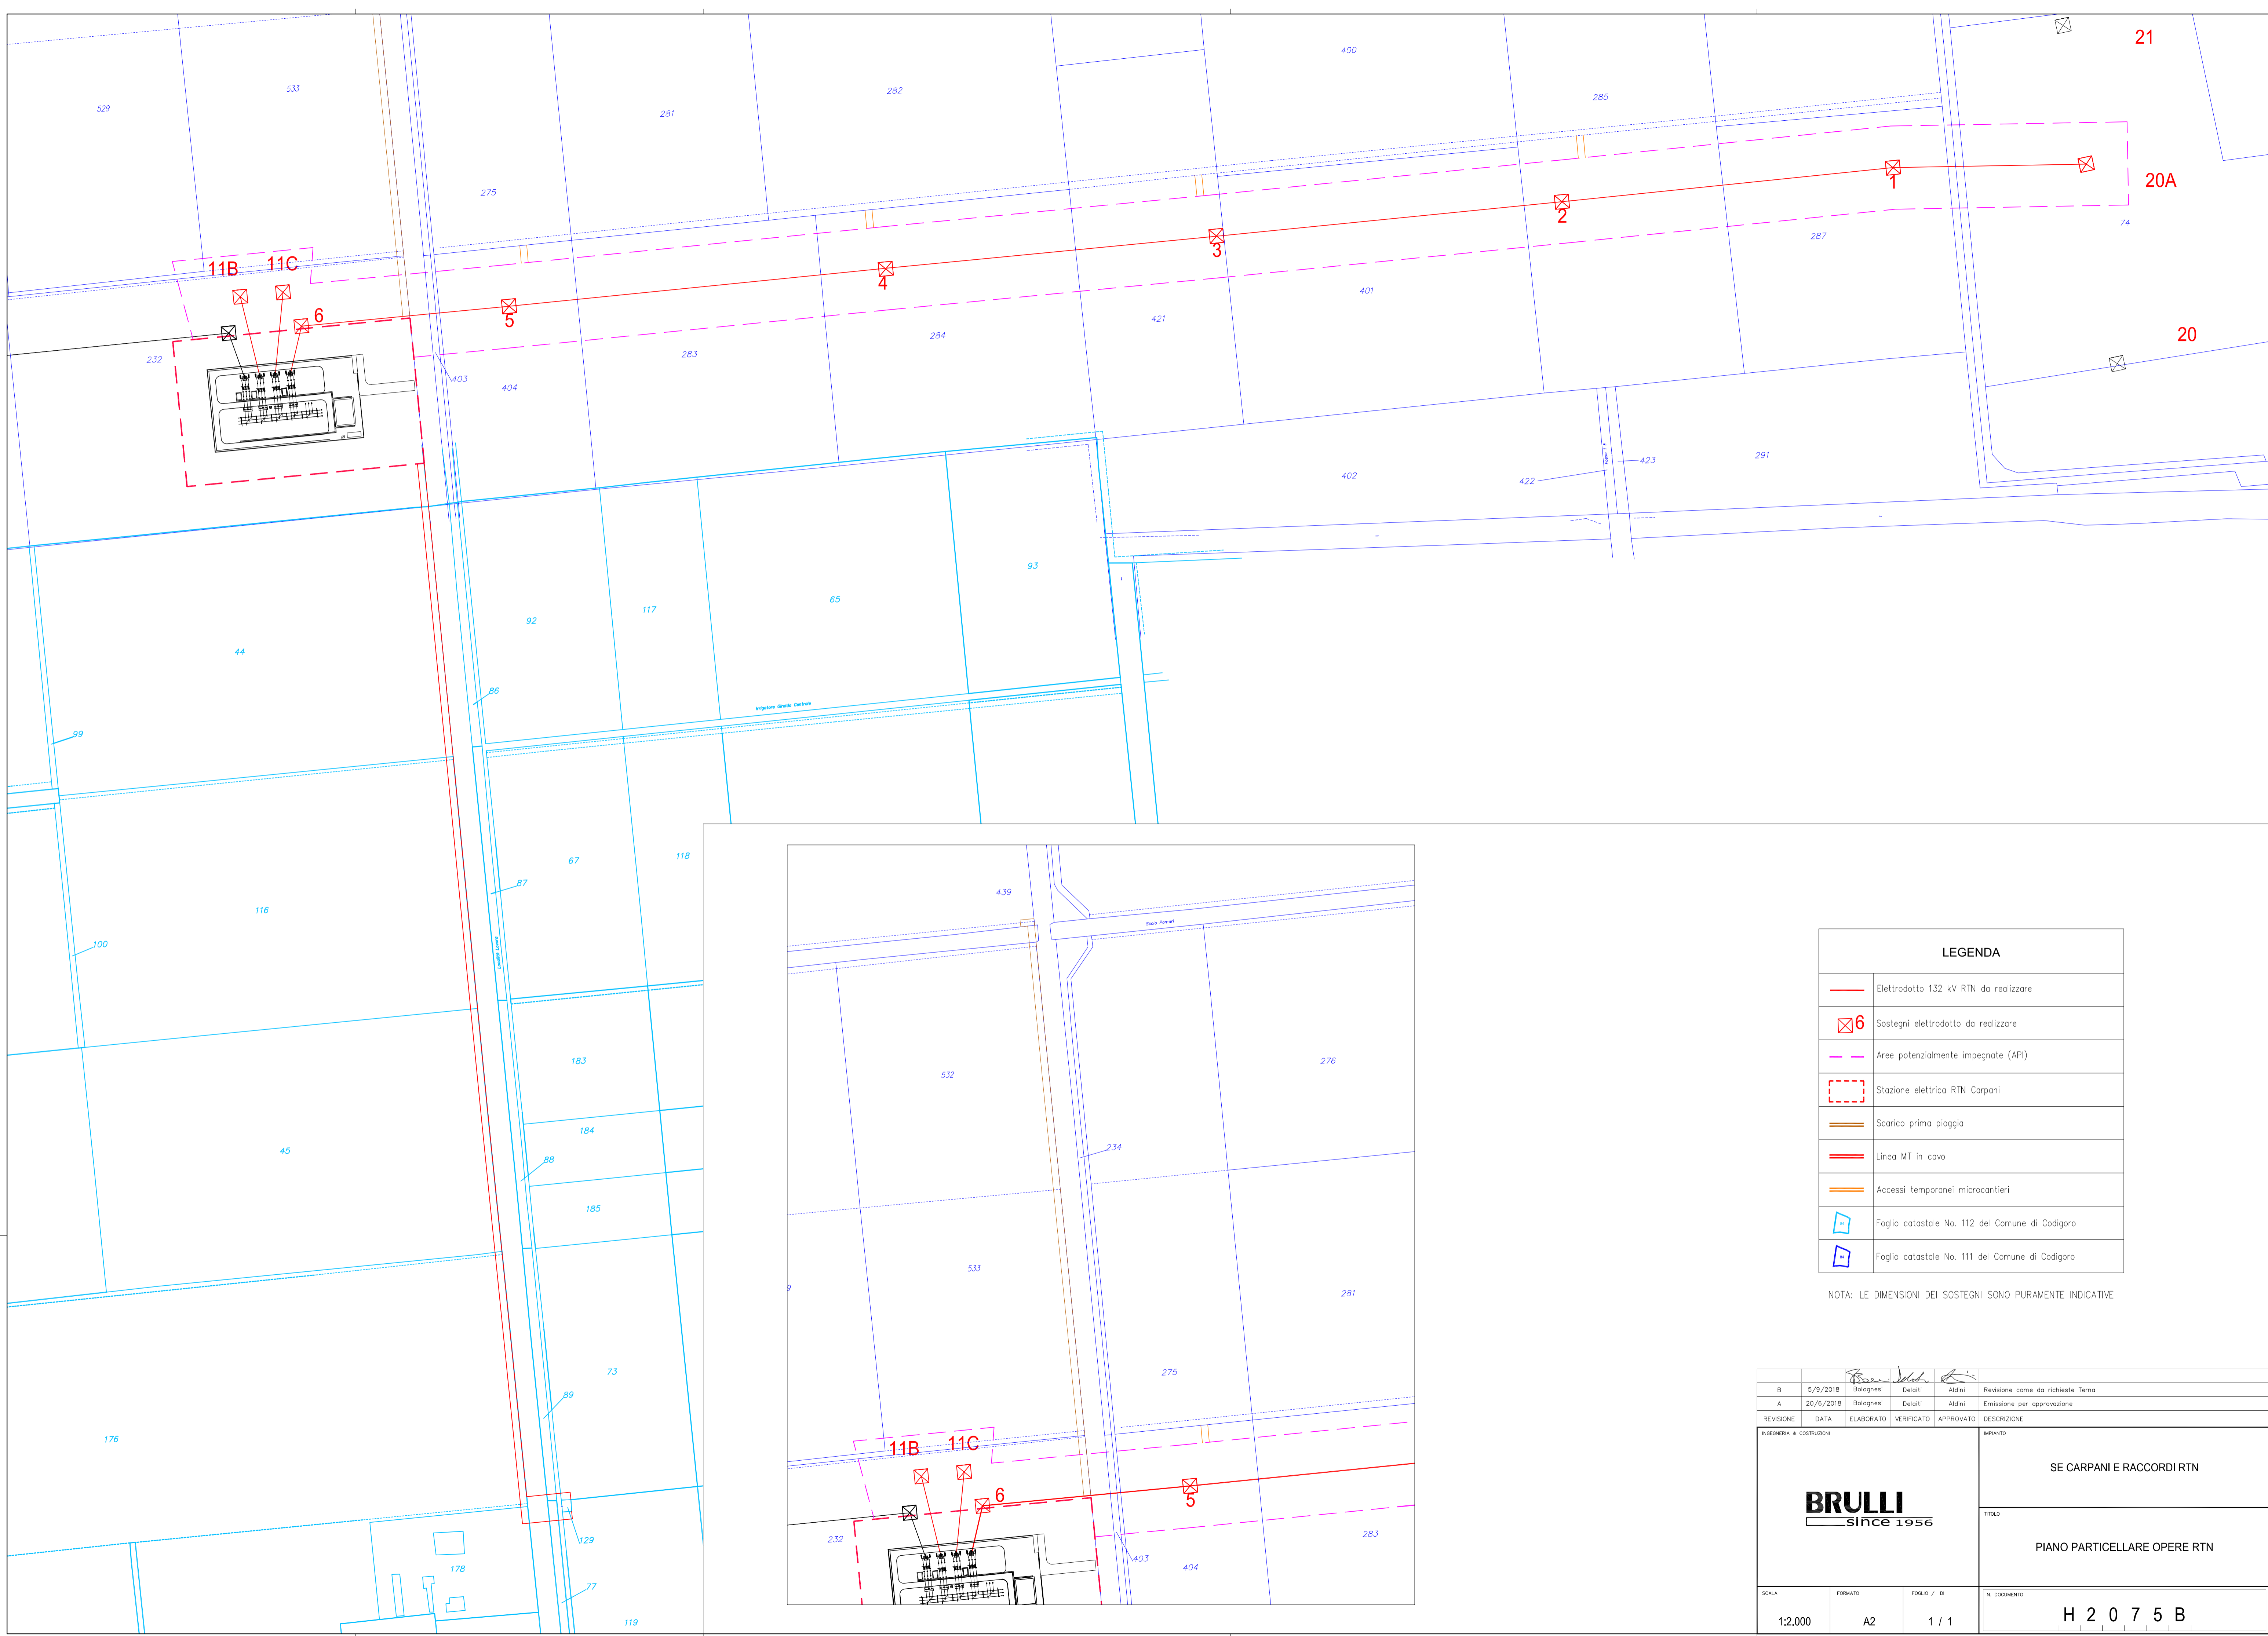 21
400
533
529
282
281
285
275
20A
1
2
74
3
287
11B
11C
4
401
6
5
421
20
284
232
283
403
404
402
423
291
422
Fosso T E
93
65
117
92
44
86
Irrigatore Giralda Centrale
99
67
118
87
116
100
183
184
45
88
185
73
89
176
129
178
77
119
439
Scolo Pomari
532
276
234
533
9
281
275
11B
11C
6
5
232
283
403
404
LEGENDA
Elettrodotto 132 kV RTN da realizzare
6 Sostegni elettrodotto da realizzare
Aree potenzialmente impegnate (API)
Stazione elettrica RTN Carpani
Scarico prima pioggia
Linea MT in cavo
Accessi temporanei microcantieri
Foglio catastale No. 112 del Comune di Codigoro
Foglio catastale No. 111 del Comune di Codigoro
NOTA: LE DIMENSIONI DEI SOSTEGNI SONO PURAMENTE INDICATIVE
B 5/9/2018 Bolognesi Delaiti Aldini Revisione come da richieste Terna
A 20/6/2018 Bolognesi Delaiti Aldini Emissione per approvazione
REVISIONE DATA ELABORATO VERIFICATO APPROVATO DESCRIZIONE
INGEGNERIA & COSTRUZIONI
BRULLI
since 1956
IMPIANTO
SE CARPANI E RACCORDI RTN
TITOLO
PIANO PARTICELLARE OPERE RTN
SCALA
1:2.000
FORMATO
A2
FOGLIO / DI
1 / 1
N. DOCUMENTO
H 2 0 7 5 B